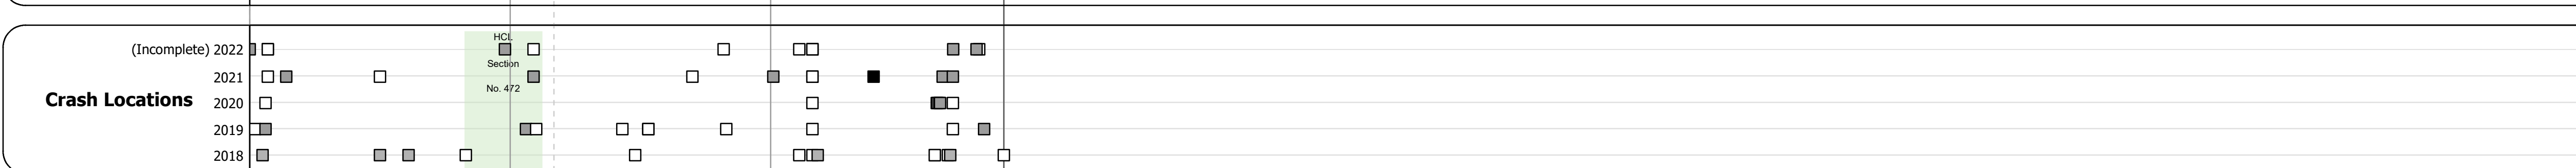 HCL
(Incomplete) 2022
Section
2021
No. 472
Crash Locations
2020
2019
2018